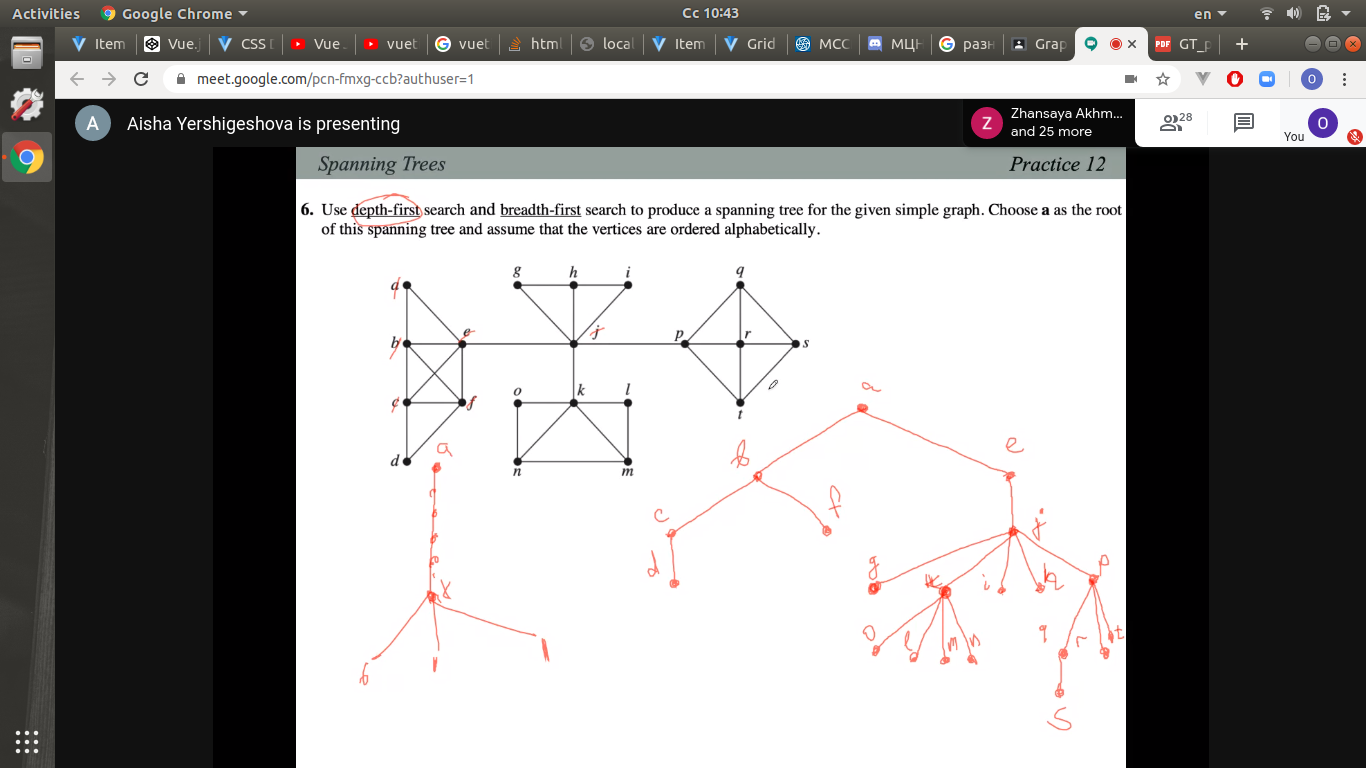 Activities Google Chrome Сс 10:43 en
Item Vue.j CSS D Vue . vuet vuet html local Item Grid MCC МЦН разн Grap GT_p
meet.google.com/pcn-fmxg-ccb?authuser=1 O
A Aisha Yershigeshova is presenting Z Zhansaya Akhm... and 25 more 28 You O
Spanning Trees Practice 12
6. Use depth-first search and breadth-first search to produce a spanning tree for the given simple graph. Choose a as the root
of this spanning tree and assume that the vertices are ordered alphabetically.
g h i q
a
e j p r s
b
o k l
c f t
d n m
a a
b e
c f j
d g k i h p
o l m n q r t
s